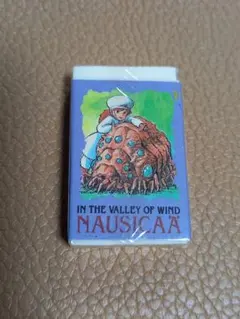 IN THE VALLEY OF WIND
NAUSICAÄ